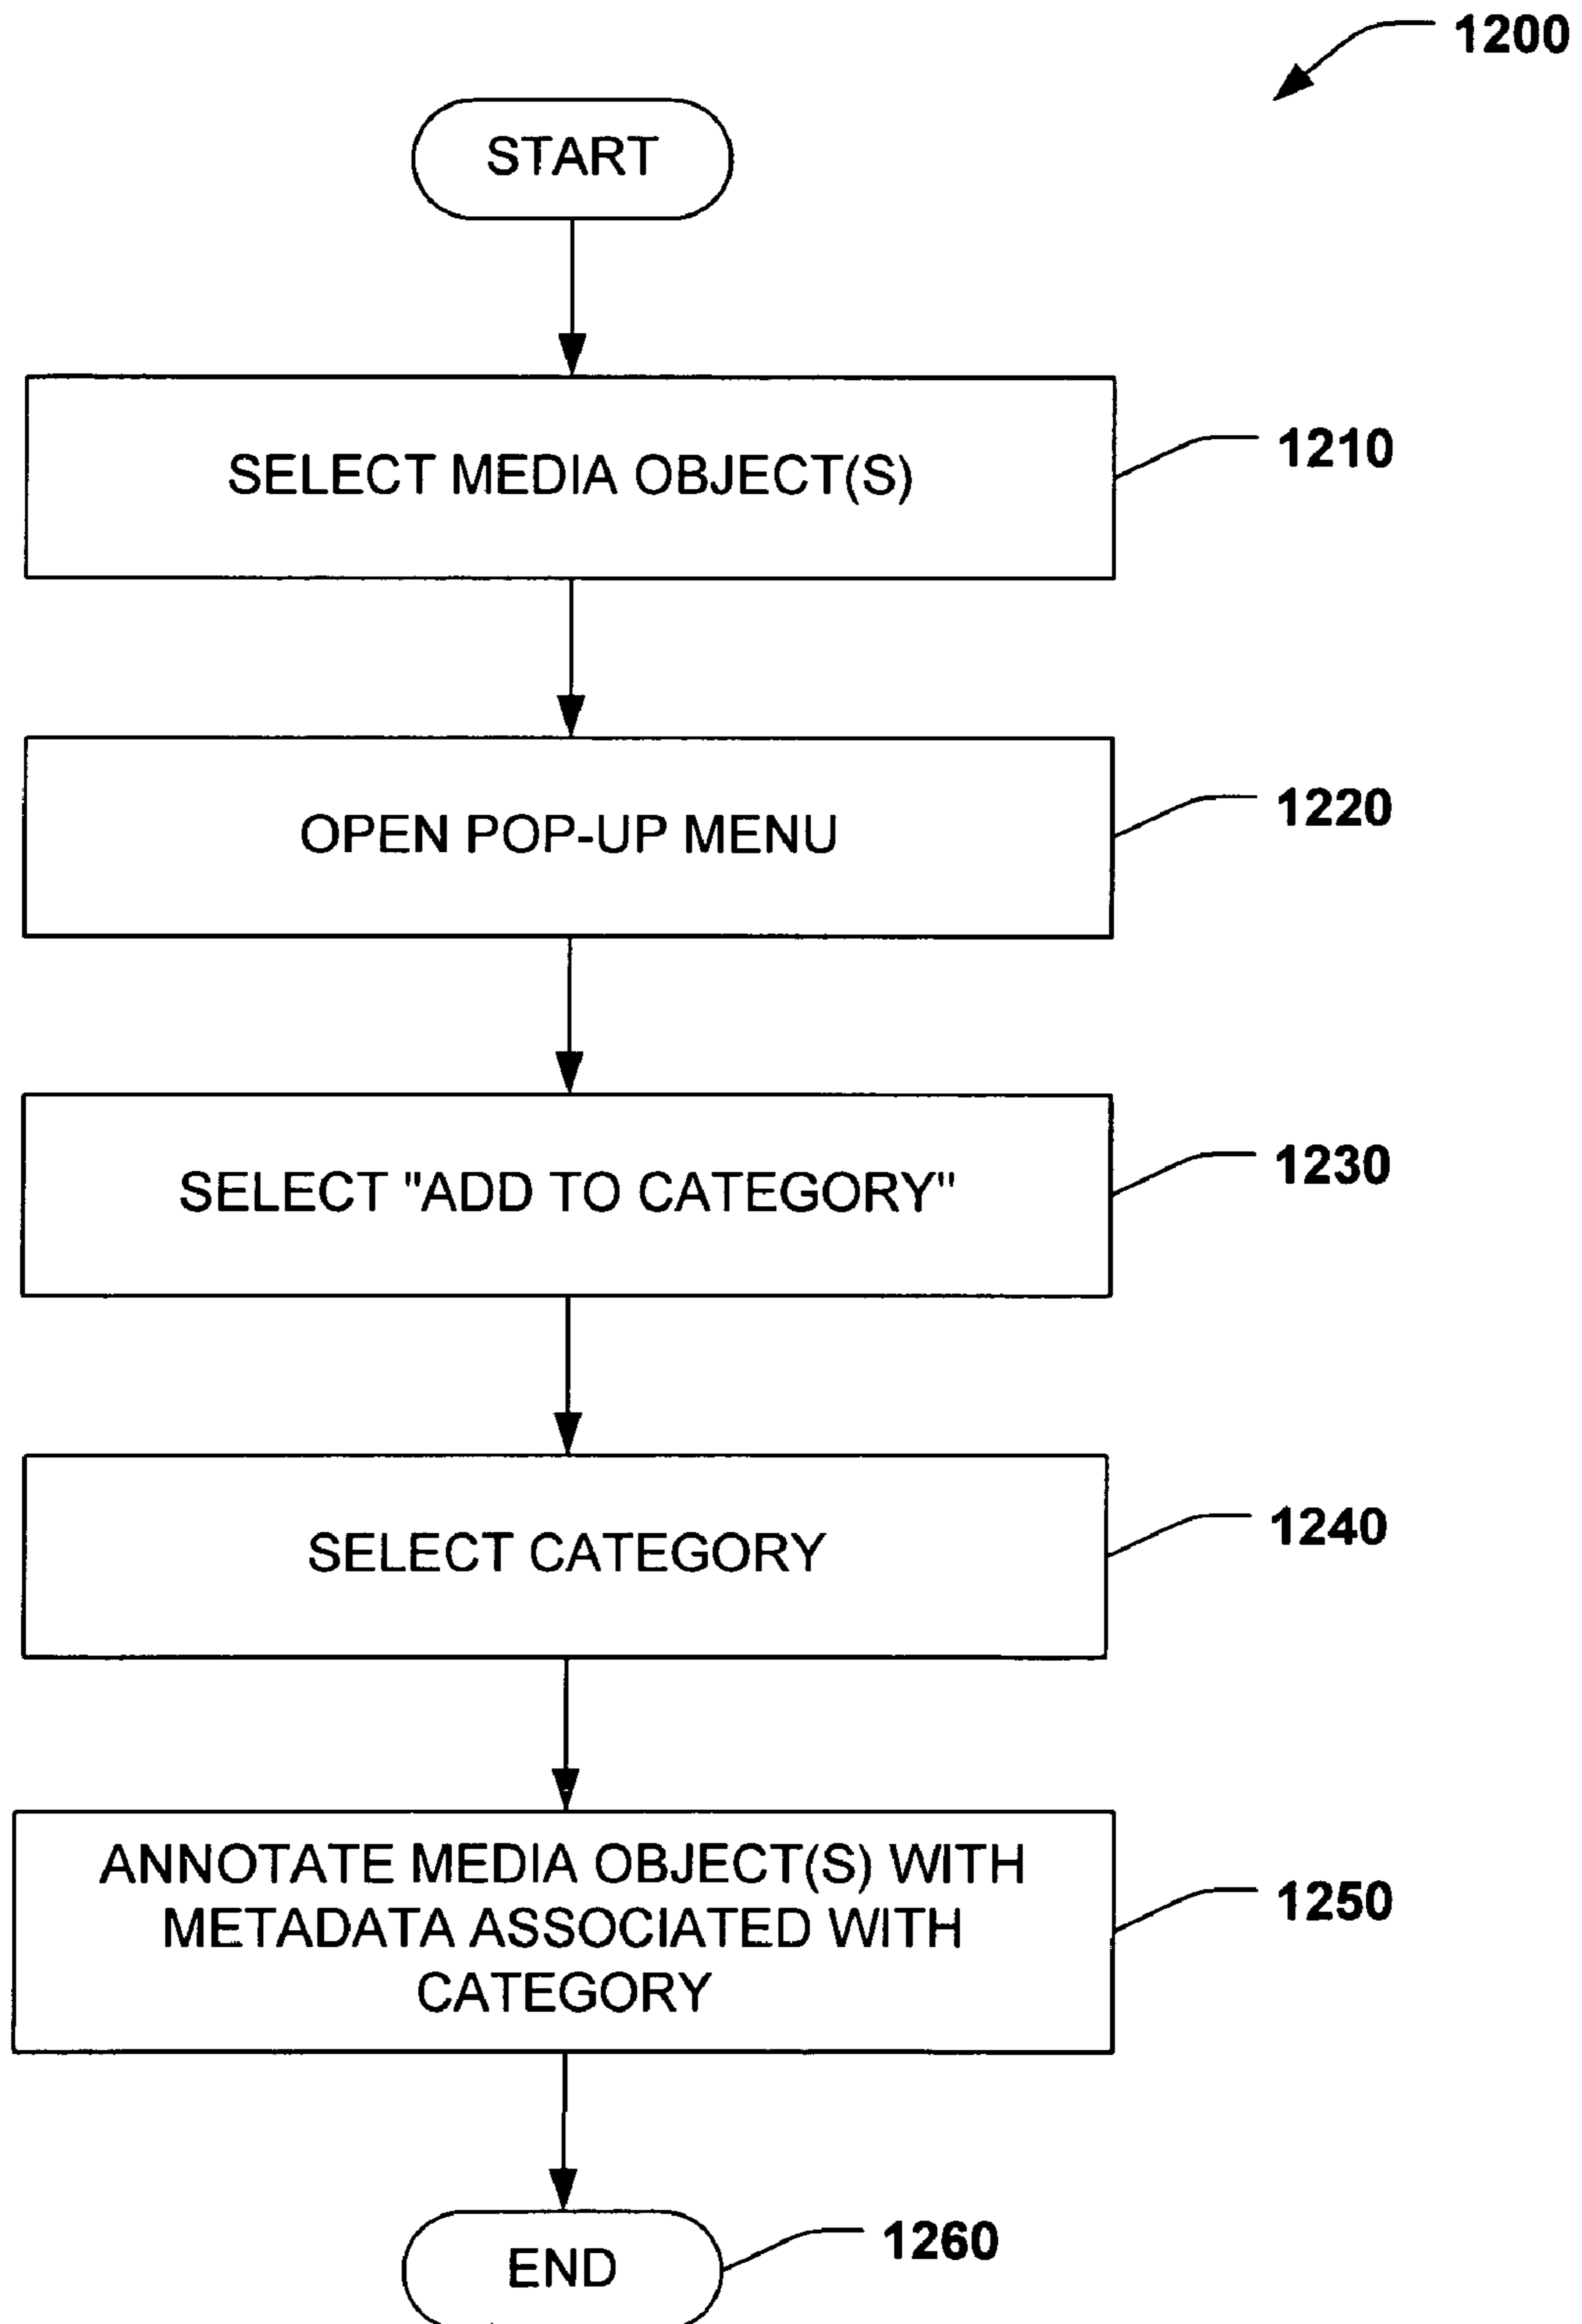 1200
START
SELECT MEDIA OBJECT(S)
1210
OPEN POP-UP MENU
1220
SELECT "ADD TO CATEGORY"
1230
SELECT CATEGORY
1240
ANNOTATE MEDIA OBJECT(S) WITH
METADATA ASSOCIATED WITH
CATEGORY
1250
END
1260